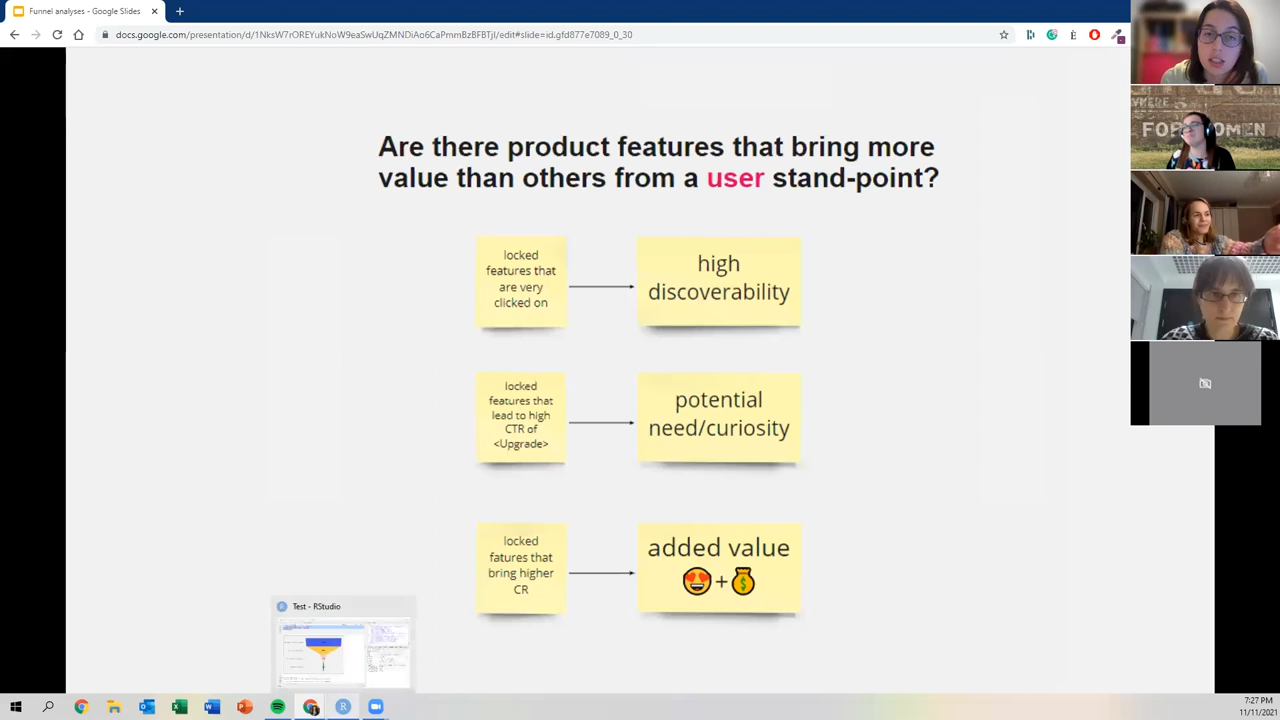 Funnel analyses - Google Slides
docs.google.com/presentation/d/1NksW7rOREYukNoW9eaSwUqZMNDiAo6CaPmmBzBFBTjI/edit#slide=id.gfd877e7089_0_30
Are there product features that bring more
value than others from a user stand-point?
locked
features that
are very
clicked on
high
discoverability
locked
features that
lead to high
CTR of
<Upgrade>
potential
need/curiosity
locked
fatures that
bring higher
CR
added value
+
Test - RStudio
FOR WOMEN
7:27 PM
11/11/2021